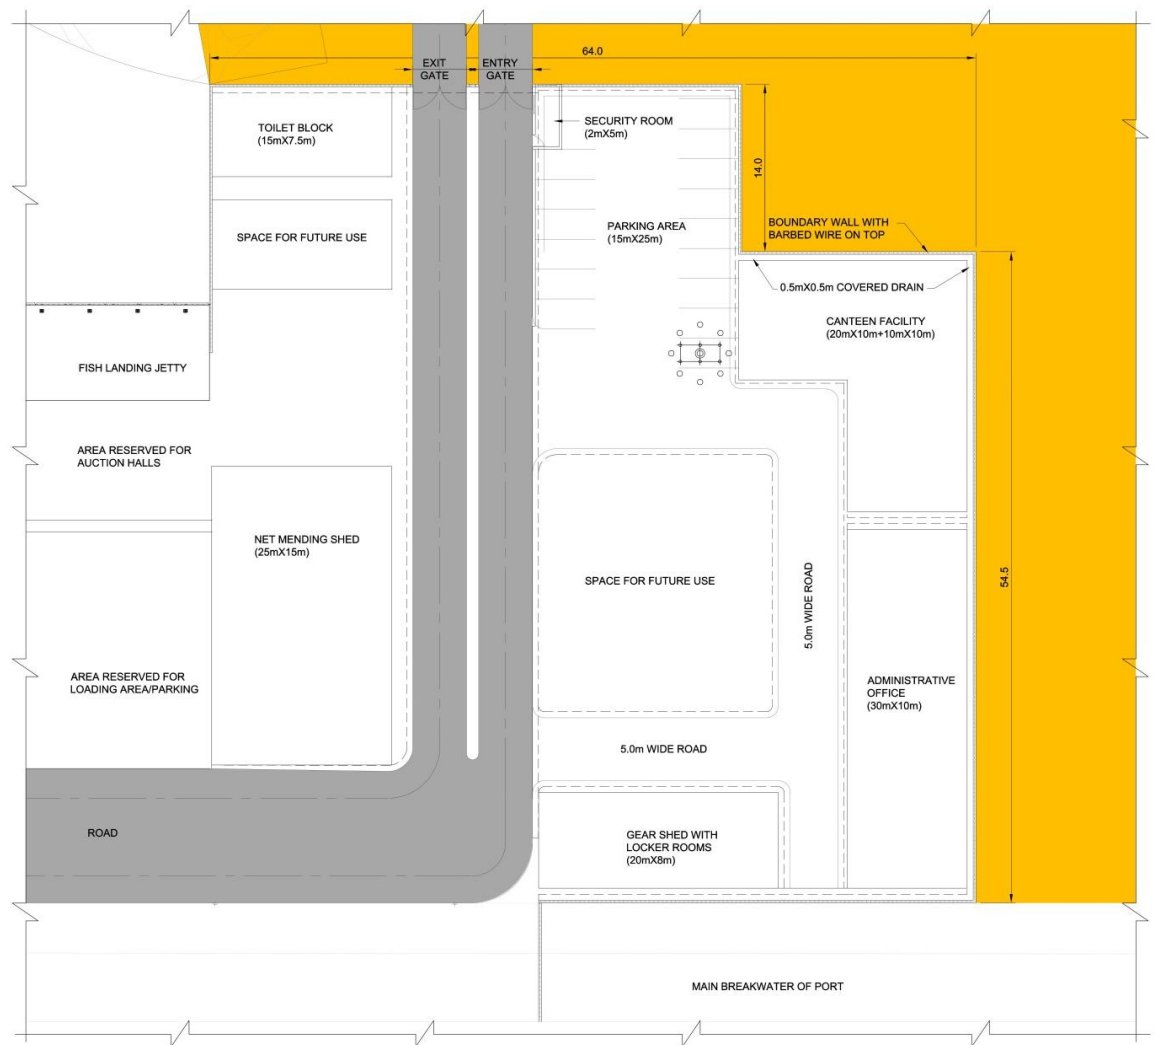 64.0
EXIT
GATE
ENTRY
GATE
TOILET BLOCK
(15mX7.5m)
SECURITY ROOM
(2mX5m)
14.0
SPACE FOR FUTURE USE
PARKING AREA
(15mX25m)
BOUNDARY WALL WITH
BARBED WIRE ON TOP
0.5mX0.5m COVERED DRAIN
CANTEEN FACILITY
(20mX10m+10mX10m)
FISH LANDING JETTY
AREA RESERVED FOR
AUCTION HALLS
NET MENDING SHED
(25mX15m)
SPACE FOR FUTURE USE
5.0m WIDE ROAD
54.5
AREA RESERVED FOR
LOADING AREA/PARKING
ADMINISTRATIVE
OFFICE
(30mX10m)
5.0m WIDE ROAD
ROAD
GEAR SHED WITH
LOCKER ROOMS
(20mX8m)
MAIN BREAKWATER OF PORT